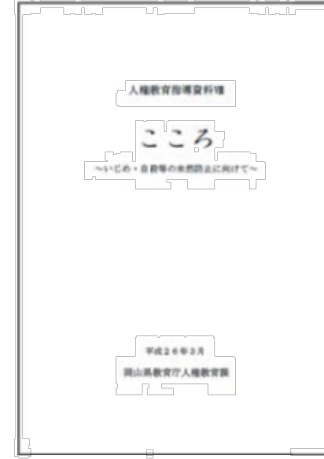 人権教育指導資料Ⅷ
こころ
～いじめ・自殺等の未然防止に向けて～
平成26年3月
岡山県教育庁人権教育課